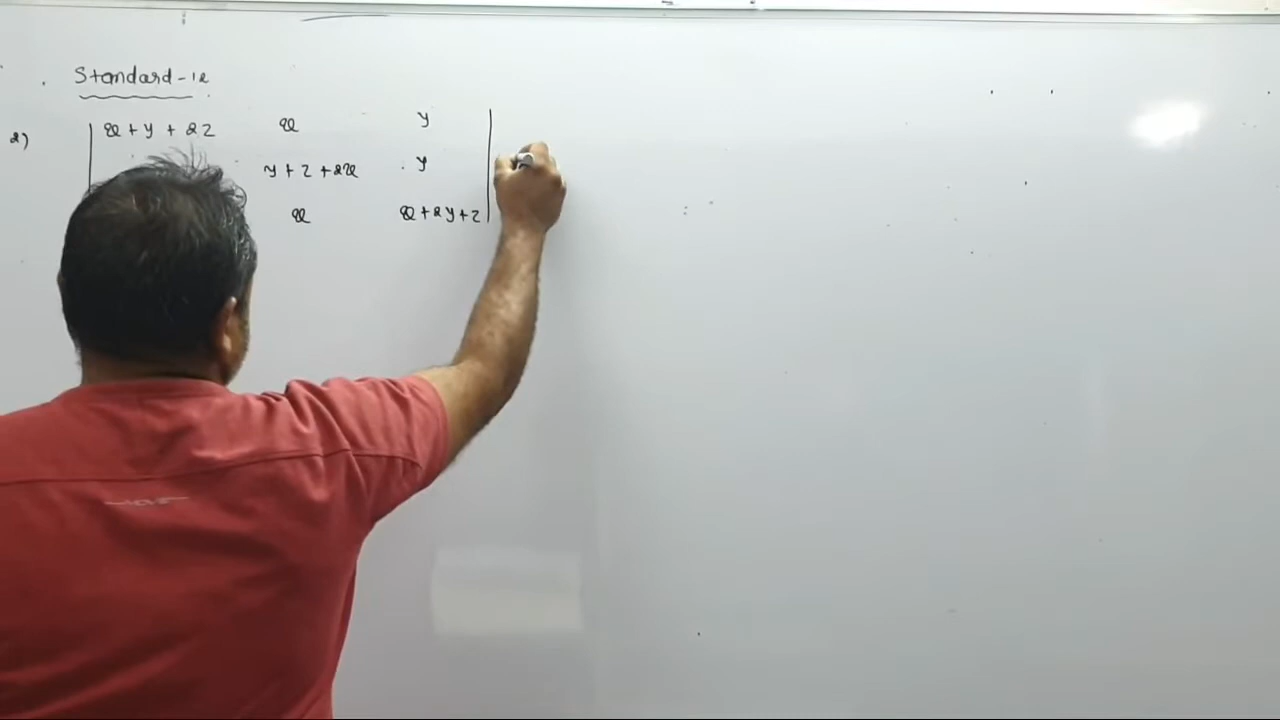 Standard-12
2) x+y+2z x y
y+z+2x y
x x+2y+z